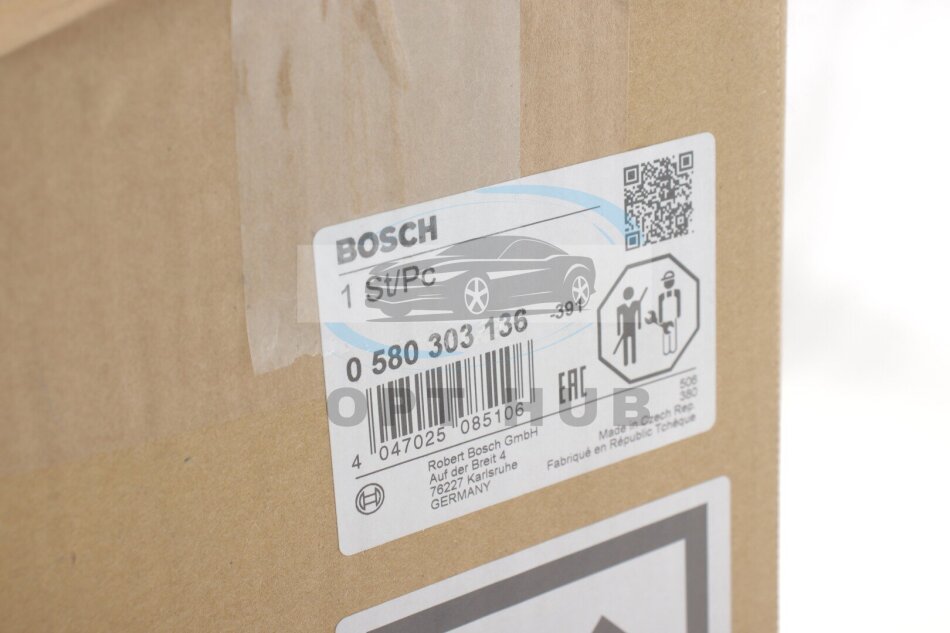 BOSCH
1 St/Pc
0 580 303 136 -391
EAC
4 047025 085106
OPT HUB
506
380
Robert Bosch GmbH
Auf der Breit 4
76227 Karlsruhe
GERMANY
Made in Czech Rep.
Fabriqué en République Tchèque